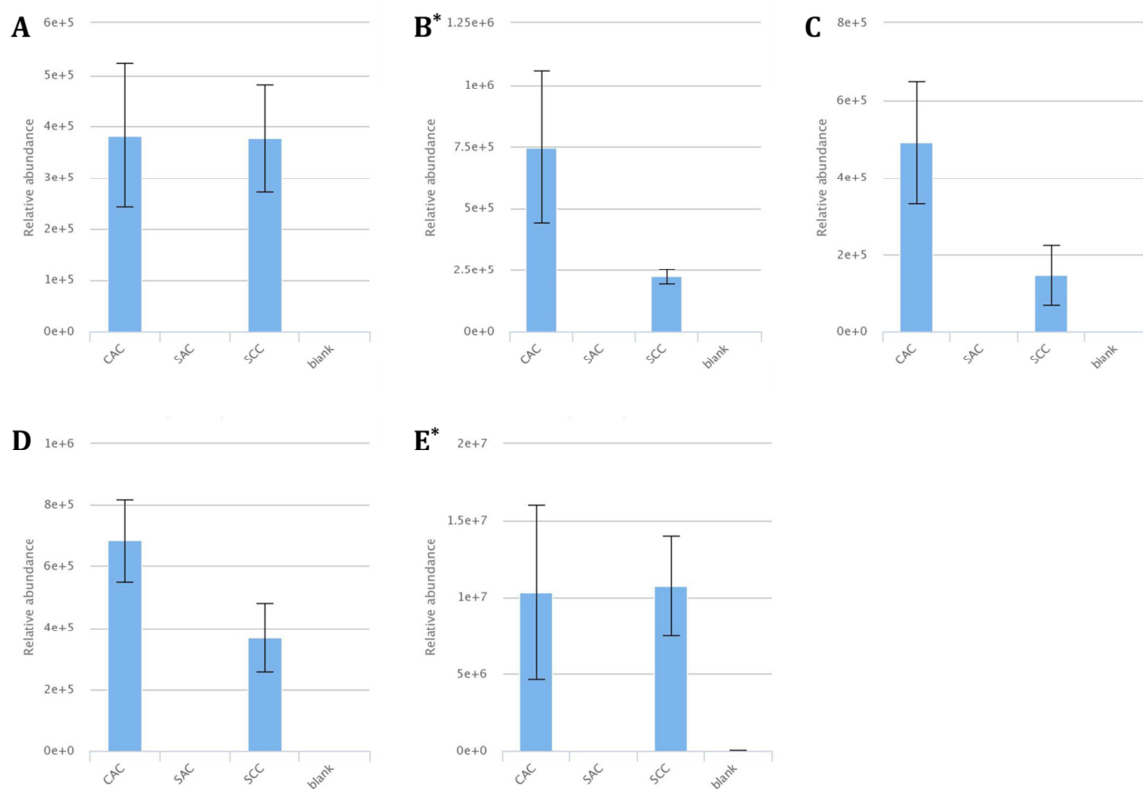 A
6e+5
5e+5
4e+5
3e+5
2e+5
1e+5
0e+0
Relative abundance
CAC
SAC
SCC
blank
B*
1.25e+6
1e+6
7.5e+5
5e+5
2.5e+5
0e+0
Relative abundance
CAC
SAC
SCC
blank
C
8e+5
6e+5
4e+5
2e+5
0e+0
Relative abundance
CAC
SAC
SCC
blank
D
1e+6
8e+5
6e+5
4e+5
2e+5
0e+0
Relative abundance
CAC
SAC
SCC
blank
E*
2e+7
1.5e+7
1e+7
5e+6
0e+0
Relative abundance
CAC
SAC
SCC
blank